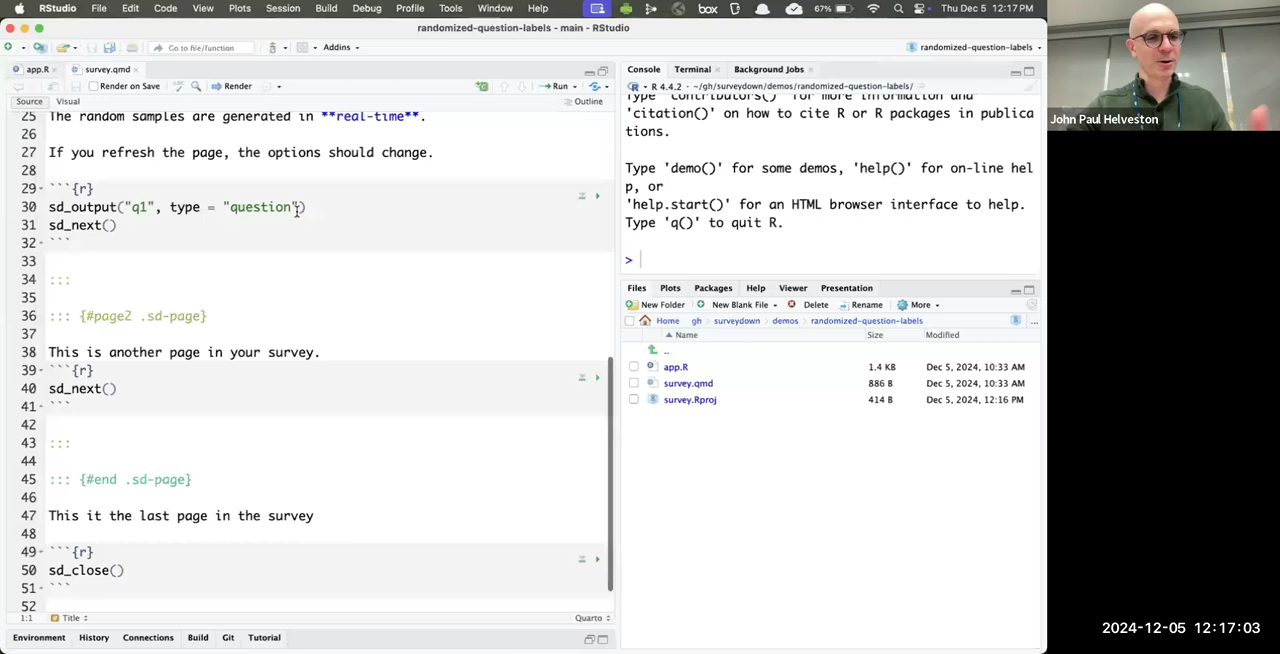 RStudio File Edit Code View Plots Session Build Debug Profile Tools Window Help box 67% Thu Dec 5 12:17 PM
randomized-question-labels - main - RStudio
Go to file/function Addins randomized-question-labels
app.R survey.qmd
Render on Save Render Run
Source Visual Outline
25 The random samples are generated in **real-time**.
26
27 If you refresh the page, the options should change.
28
29 ```{r}
30 sd_output("q1", type = "question")
31 sd_next()
32 ```
33
34 :::
35
36 ::: {#page2 .sd-page}
37
38 This is another page in your survey.
39 ```{r}
40 sd_next()
41 ```
42
43 :::
44
45 ::: {#end .sd-page}
46
47 This it the last page in the survey
48
49 ```{r}
50 sd_close()
51 ```
52
1:1 Title Quarto
Environment History Connections Build Git Tutorial
Console Terminal Background Jobs
R 4.4.2 · ~/gh/surveydown/demos/randomized-question-labels/
Type 'contributors()' for more information and
'citation()' on how to cite R or R packages in publica
tions.
Type 'demo()' for some demos, 'help()' for on-line hel
p, or
'help.start()' for an HTML browser interface to help.
Type 'q()' to quit R.
>
Files Plots Packages Help Viewer Presentation
New Folder New Blank File Delete Rename More
Home gh surveydown demos randomized-question-labels ...
Name Size Modified
..
app.R 1.4 KB Dec 5, 2024, 10:33 AM
survey.qmd 886 B Dec 5, 2024, 10:33 AM
survey.Rproj 414 B Dec 5, 2024, 12:16 PM
John Paul Helveston
2024-12-05 12:17:03